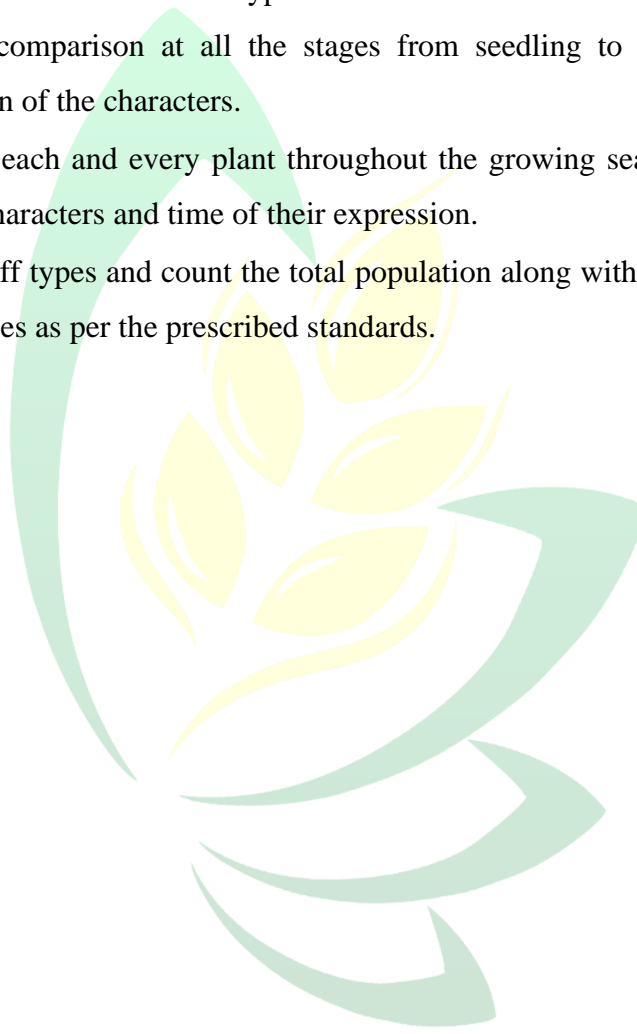 comparison at all the stages from seedling to
n of the characters.
each and every plant throughout the growing sea
haracters and time of their expression.
ff types and count the total population along with
es as per the prescribed standards.